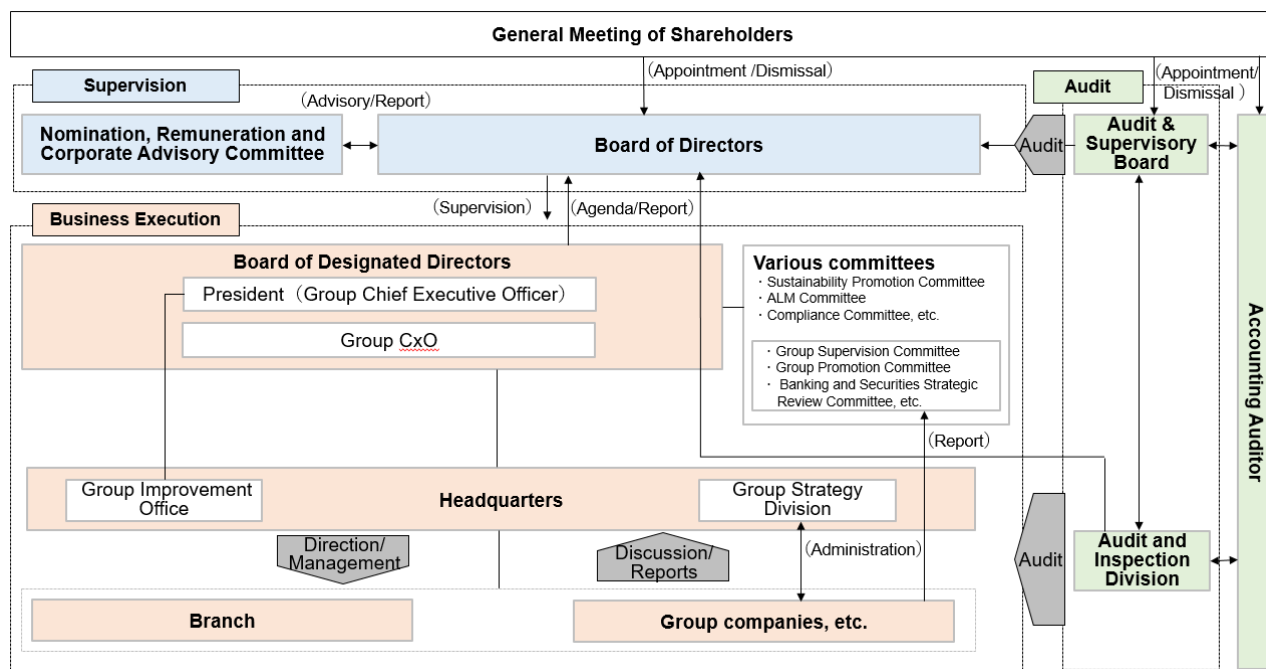 General Meeting of Shareholders
(Appointment /Dismissal)
(Appointment/
Dismissal )
Supervision
Audit
(Advisory/Report)
Nomination, Remuneration and
Corporate Advisory Committee
Board of Directors
Audit
Audit &
Supervisory
Board
(Supervision)
(Agenda/Report)
Business Execution
Board of Designated Directors
President（Group Chief Executive Officer）
Group CxO
Various committees
・Sustainability Promotion Committee
・ALM Committee
・Compliance Committee, etc.
・Group Supervision Committee
・Group Promotion Committee
・ Banking and Securities Strategic
Review Committee, etc.
Accounting Auditor
(Report)
Group Improvement
Office
Headquarters
Group Strategy
Division
Direction/
Management
Discussion/
Reports
(Administration)
Audit
Audit and
Inspection
Division
Branch
Group companies, etc.